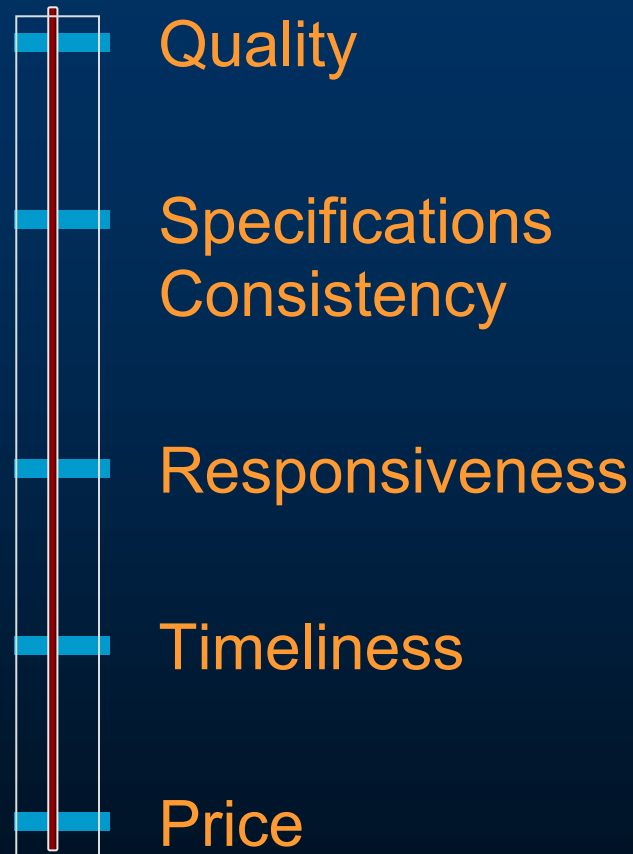 Quality
Specifications
Consistency
Responsiveness
Timeliness
Price